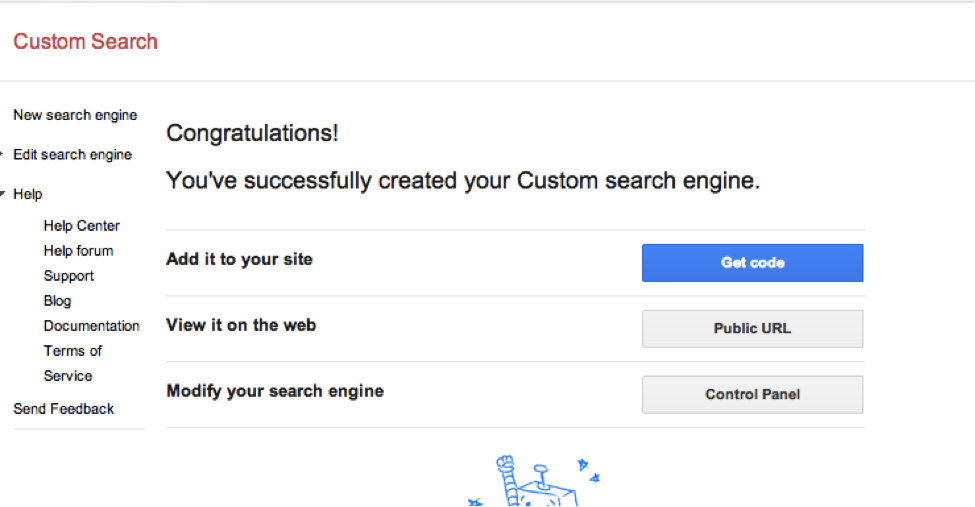 Custom Search
New search engine
Edit search engine
Help
Help Center
Help forum
Support
Blog
Documentation
Terms of
Service
Send Feedback
Congratulations!
You've successfully created your Custom search engine.
Add it to your site
Get code
View it on the web
Public URL
Modify your search engine
Control Panel